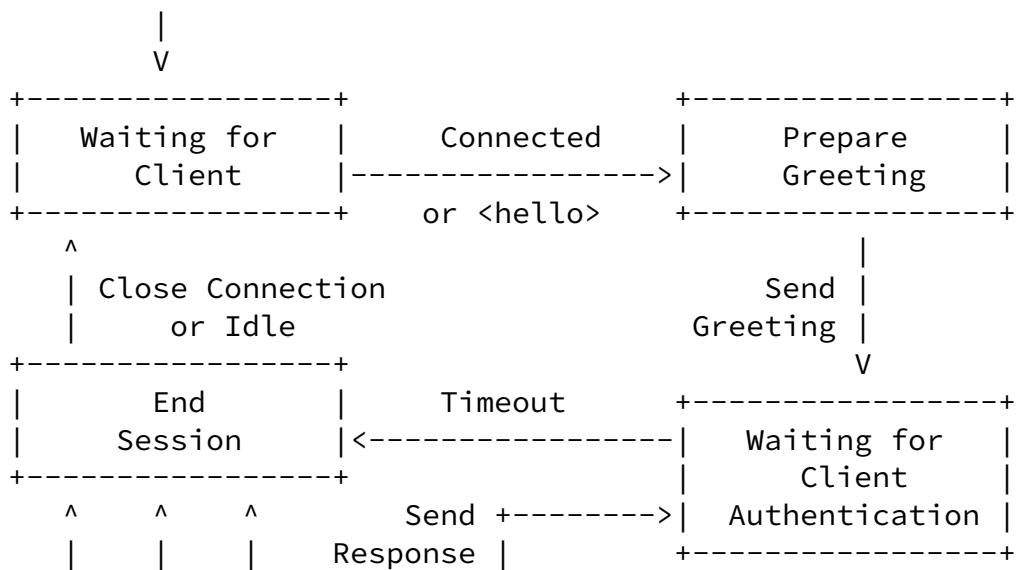 |
         V
+-----------------+                  +-----------------+
|   Waiting for   |     Connected    |     Prepare     |
|      Client     |----------------->|     Greeting    |
+-----------------+    or <hello>    +-----------------+
   ^                                           |
   | Close Connection                     Send |
   |     or Idle                      Greeting |
+-----------------+                            V
|       End       |     Timeout      +-----------------+
|     Session     |<-----------------|   Waiting for   |
+-----------------+                  |      Client     |
   ^    ^    ^        Send +-------->|  Authentication |
   |    |    |    Response |         +-----------------+